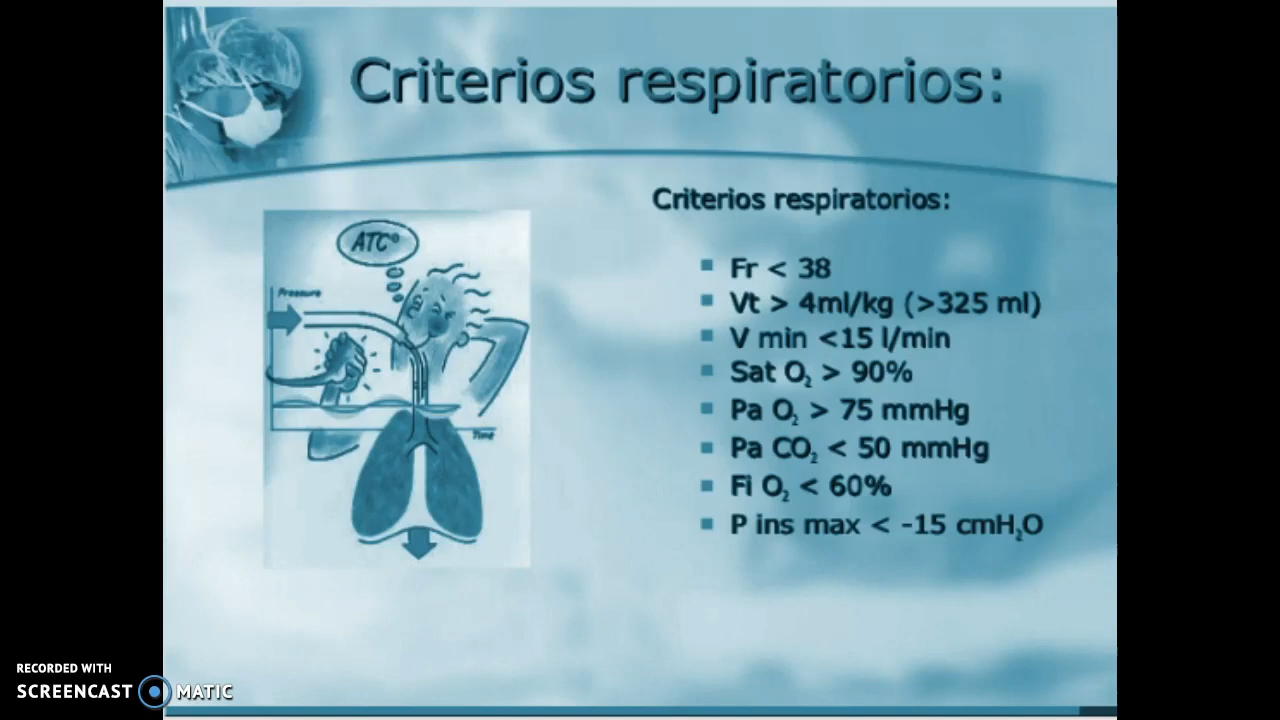 Criterios respiratorios:
Criterios respiratorios:
ATC®
Pressure
Time
Fr < 38
Vt > 4ml/kg (>325 ml)
V min <15 l/min
Sat O₂ > 90%
Pa O₂ > 75 mmHg
Pa CO₂ < 50 mmHg
Fi O₂ < 60%
P ins max < -15 cmH₂O
RECORDED WITH
SCREENCAST MATIC